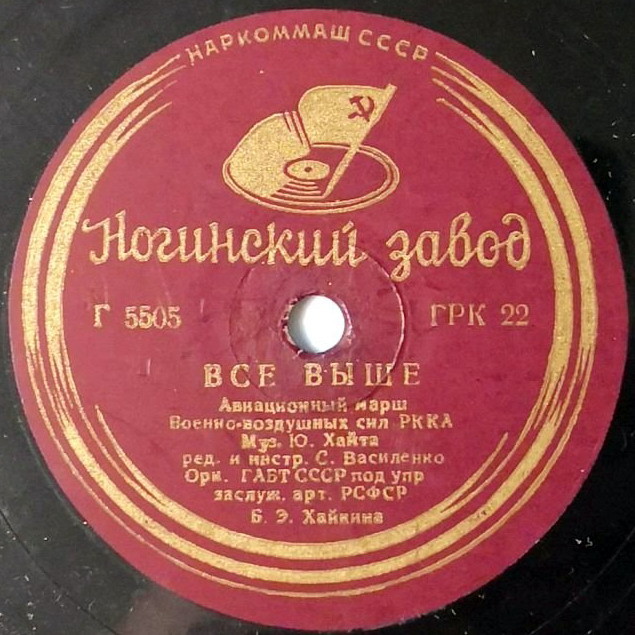 НАРКОММАШ СССР
Ногинский завод
Г 5505 ГРК 22
ВСЕ ВЫШЕ
Авиационный марш
Военно-воздушных сил РККА
Муз. Ю. Хайта
ред. и инстр. С. Василенко
Орк. ГАБТ СССР под упр
заслуж. арт. РСФСР
Б. Э. Хайкина